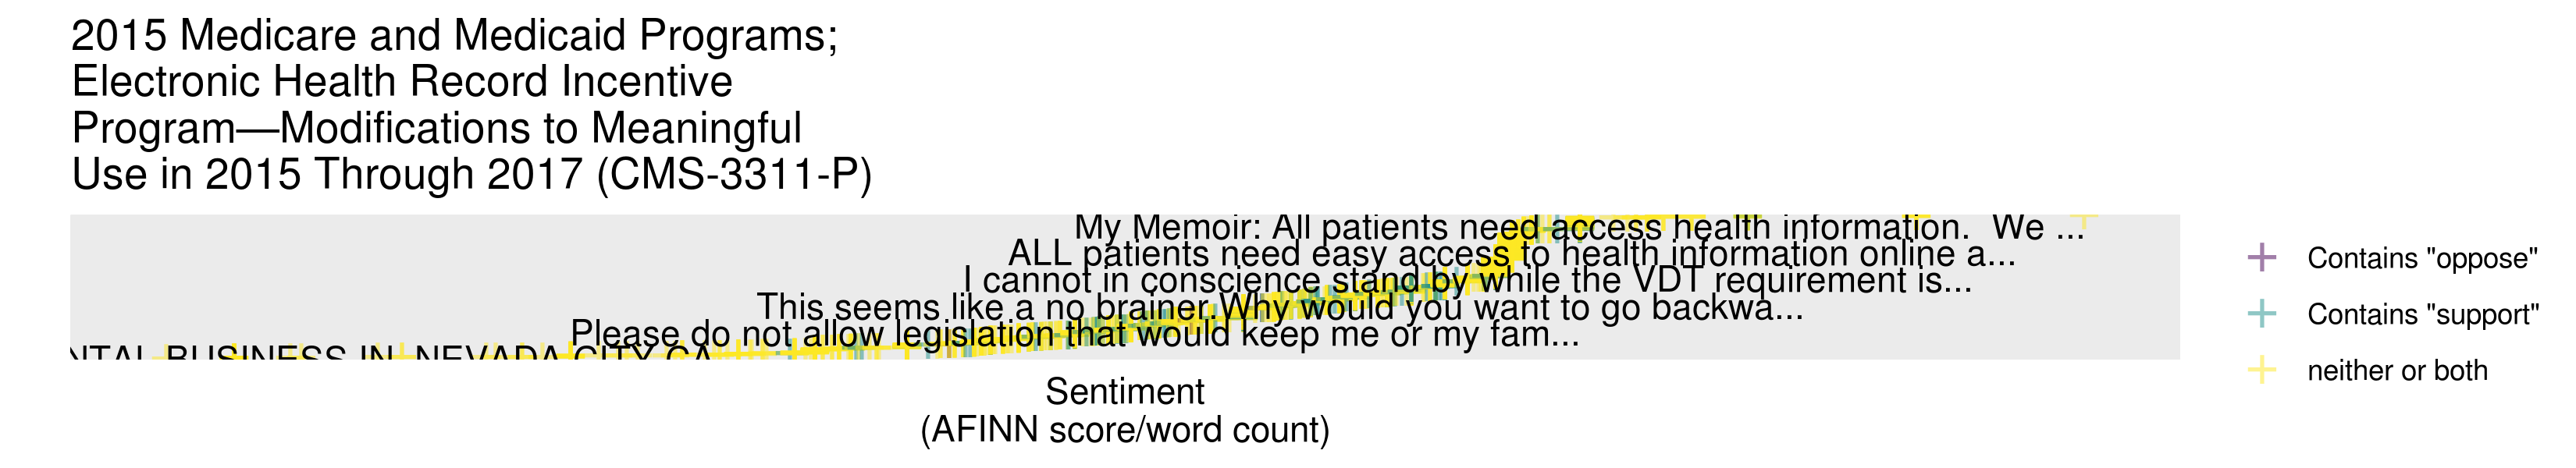 2015 Medicare and Medicaid Programs;
Electronic Health Record Incentive
Program—Modifications to Meaningful
Use in 2015 Through 2017 (CMS-3311-P)
My Memoir: All patients need access health information.  We ...
ALL patients need easy access to health information online a...
I cannot in conscience stand by while the VDT requirement is...
This seems like a no brainer. Why would you want to go backwa...
Please do not allow legislation that would keep me or my fam...
NTAL BUSINESS IN NEVADA CITY CA
Sentiment
(AFINN score/word count)
Contains "oppose"
Contains "support"
neither or both